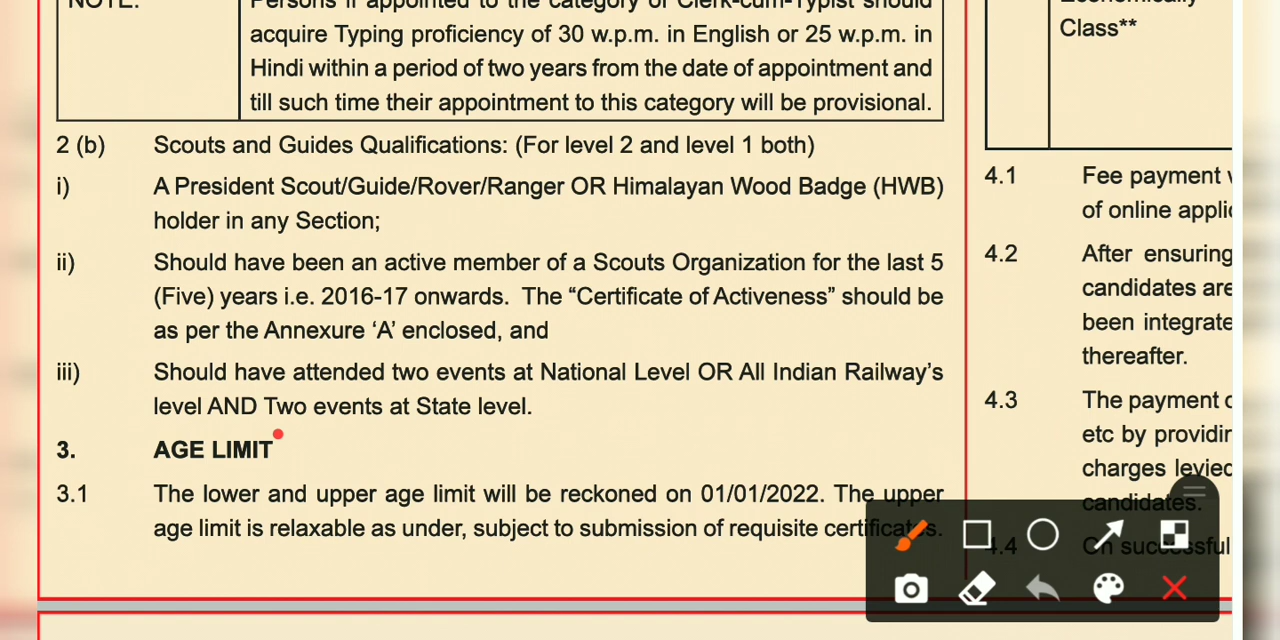 NOTE:
Persons if appointed to the category of Clerk-cum-Typist should
acquire Typing proficiency of 30 w.p.m. in English or 25 w.p.m. in
Hindi within a period of two years from the date of appointment and
till such time their appointment to this category will be provisional.
2 (b) Scouts and Guides Qualifications: (For level 2 and level 1 both)
i) A President Scout/Guide/Rover/Ranger OR Himalayan Wood Badge (HWB)
holder in any Section;
ii) Should have been an active member of a Scouts Organization for the last 5
(Five) years i.e. 2016-17 onwards. The “Certificate of Activeness” should be
as per the Annexure ‘A’ enclosed, and
iii) Should have attended two events at National Level OR All Indian Railway’s
level AND Two events at State level.
3. AGE LIMIT
3.1 The lower and upper age limit will be reckoned on 01/01/2022. The upper
age limit is relaxable as under, subject to submission of requisite certificates.
Economically
Class**
4.1 Fee payment
of online
4.2 After ensuring
candidates are
been
thereafter.
4.3 The payment
etc by
charges levied
candidates.
4.4 On successful